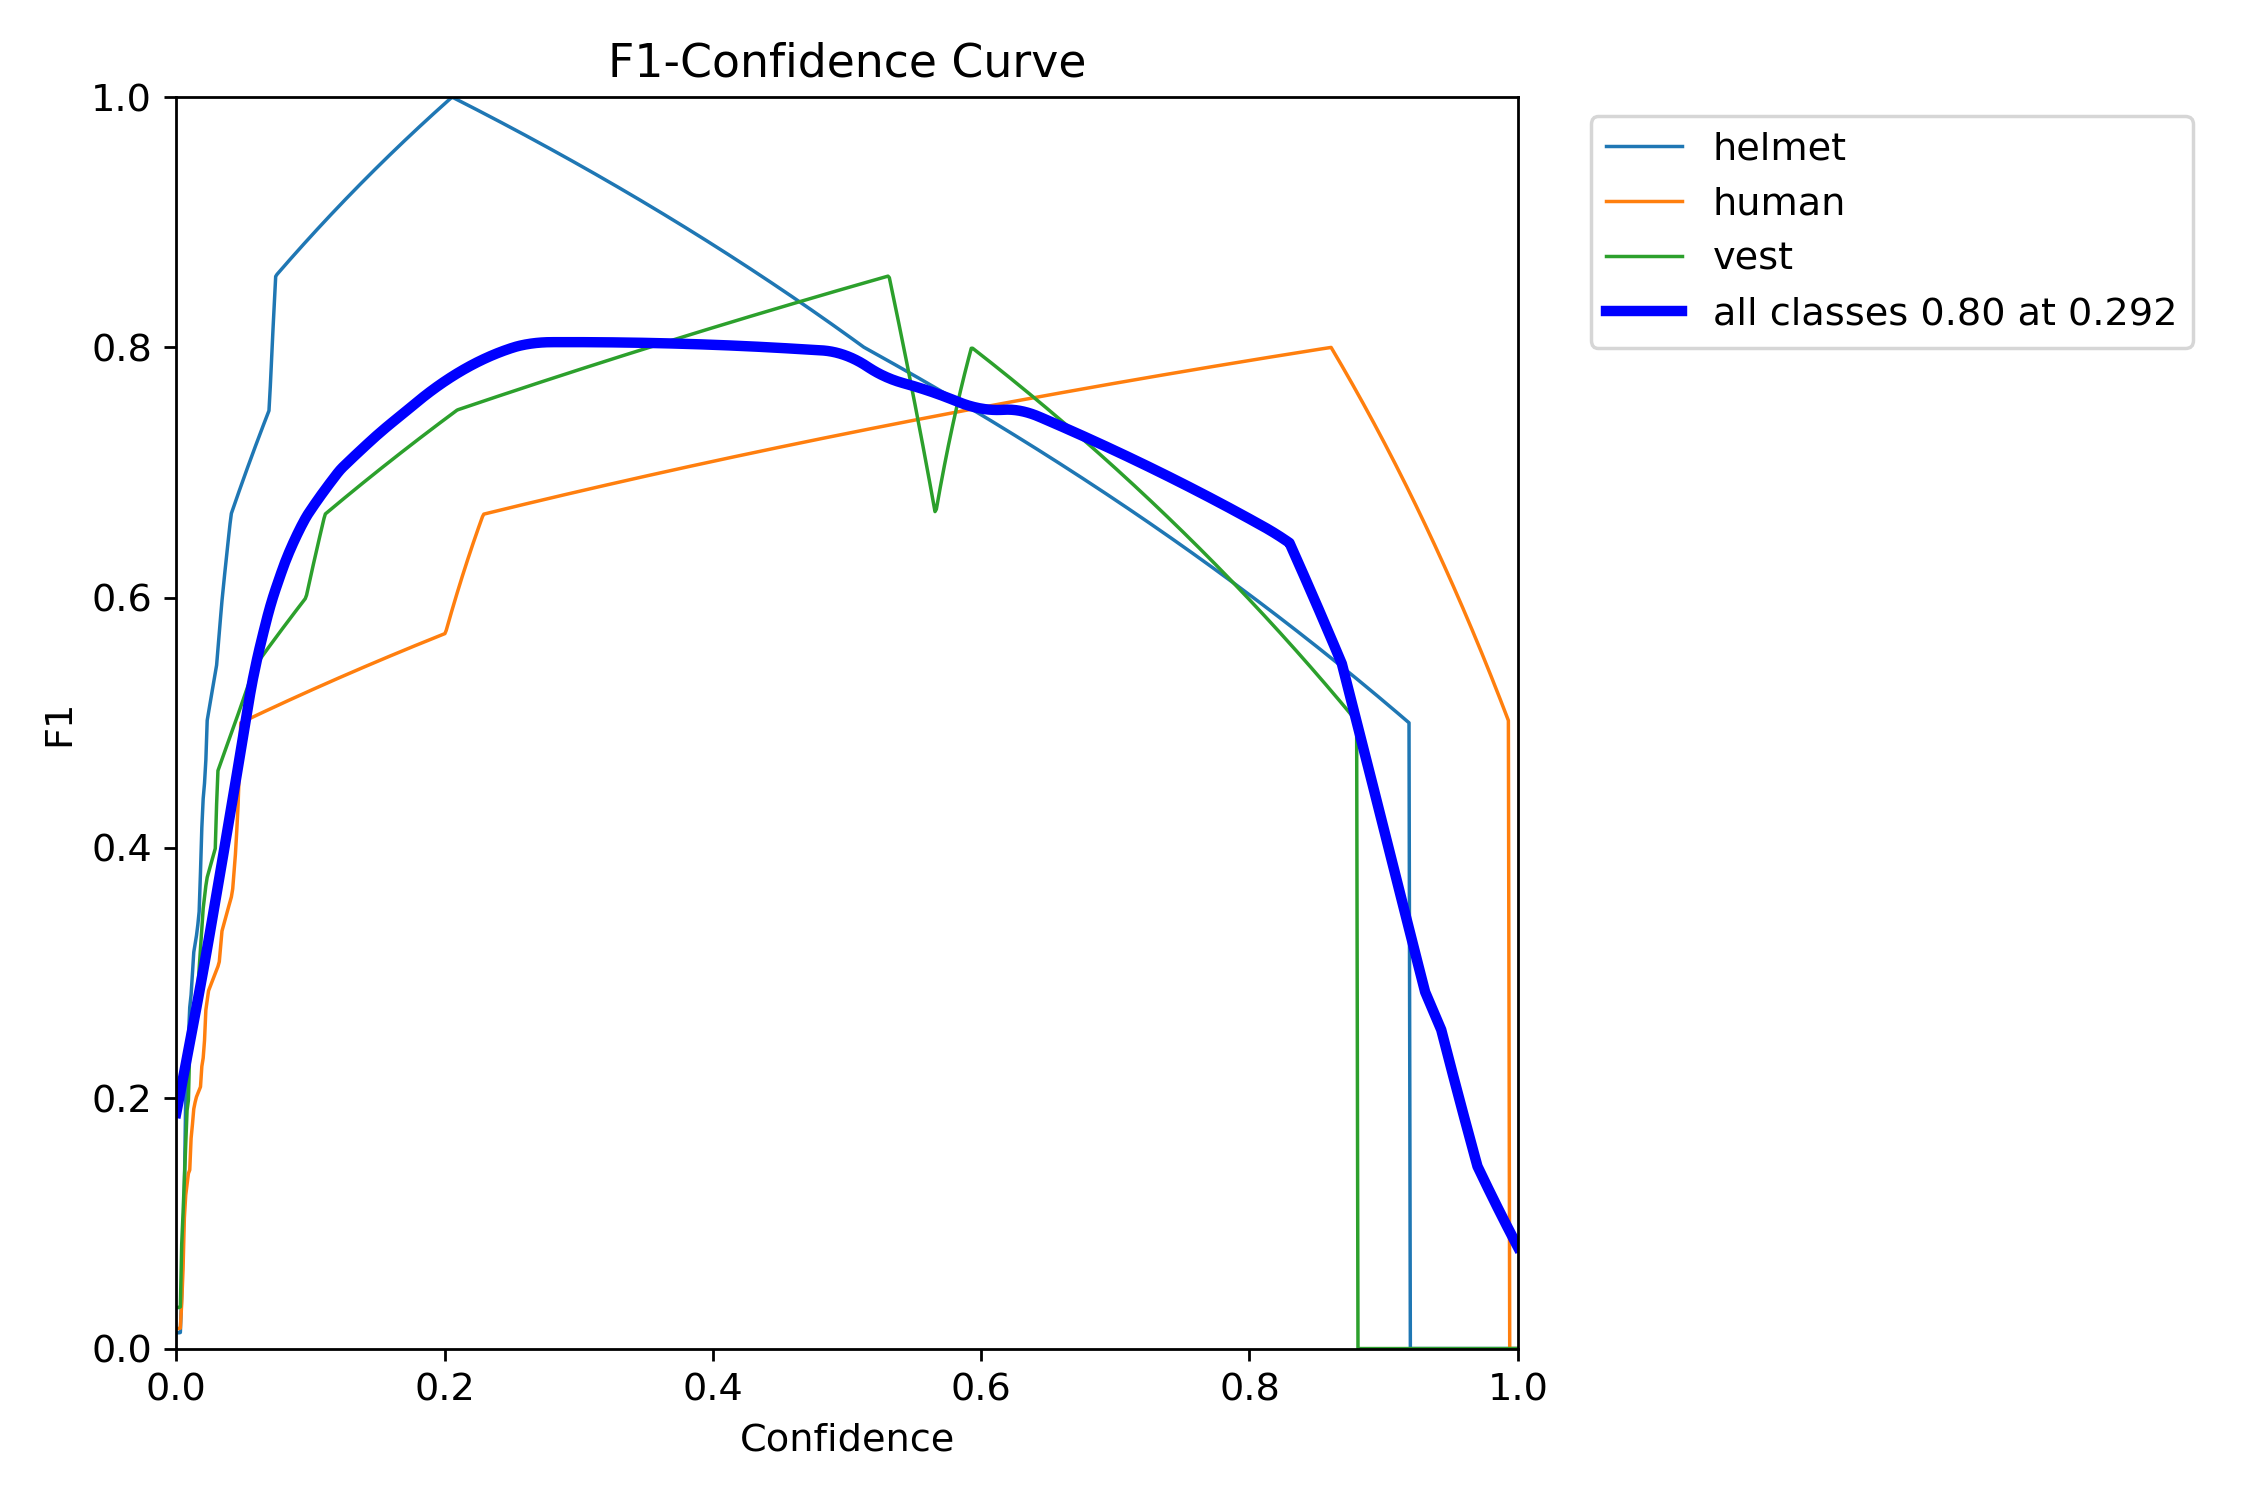 F1-Confidence Curve
1.0
0.8
0.6
0.4
0.2
0.0
F1
0.0 0.2 0.4 0.6 0.8 1.0
Confidence
helmet
human
vest
all classes 0.80 at 0.292